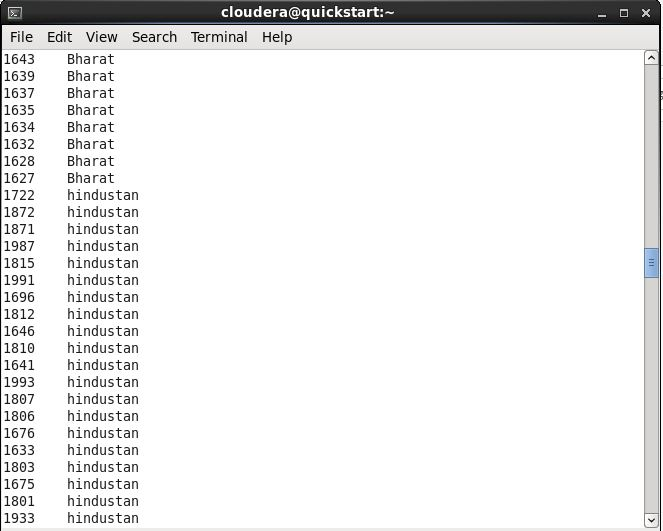 cloudera@quickstart:~
File Edit View Search Terminal Help
1643 Bharat
1639 Bharat
1637 Bharat
1635 Bharat
1634 Bharat
1632 Bharat
1628 Bharat
1627 Bharat
1722 hindustan
1872 hindustan
1871 hindustan
1987 hindustan
1815 hindustan
1991 hindustan
1696 hindustan
1812 hindustan
1646 hindustan
1810 hindustan
1641 hindustan
1993 hindustan
1807 hindustan
1806 hindustan
1676 hindustan
1633 hindustan
1803 hindustan
1675 hindustan
1801 hindustan
1933 hindustan